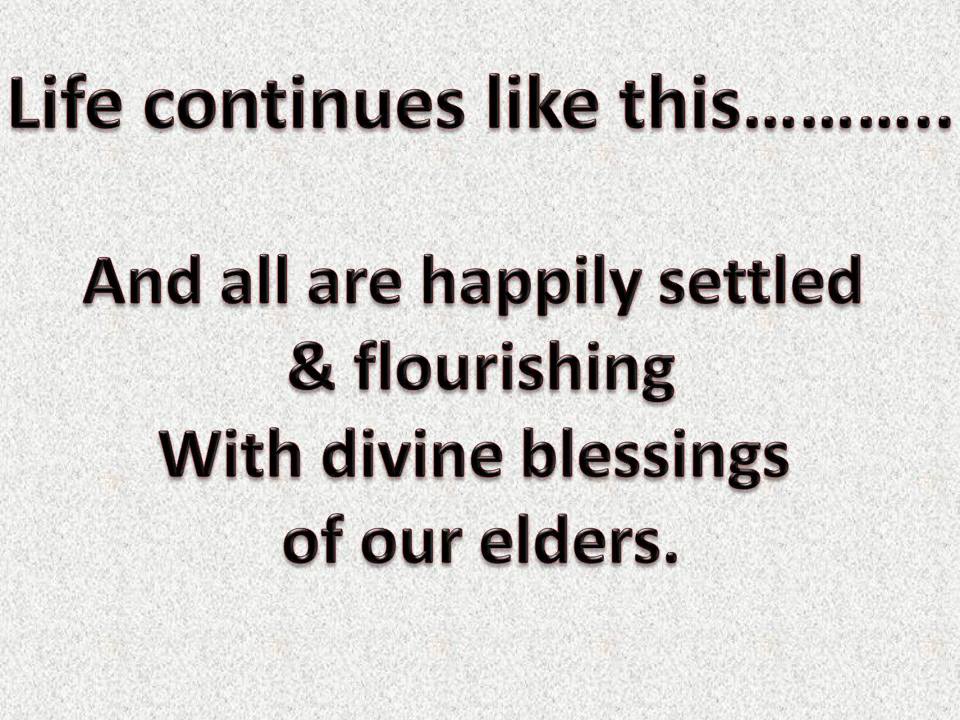 Life continues like this………..
And all are happily settled
& flourishing
With divine blessings
of our elders.